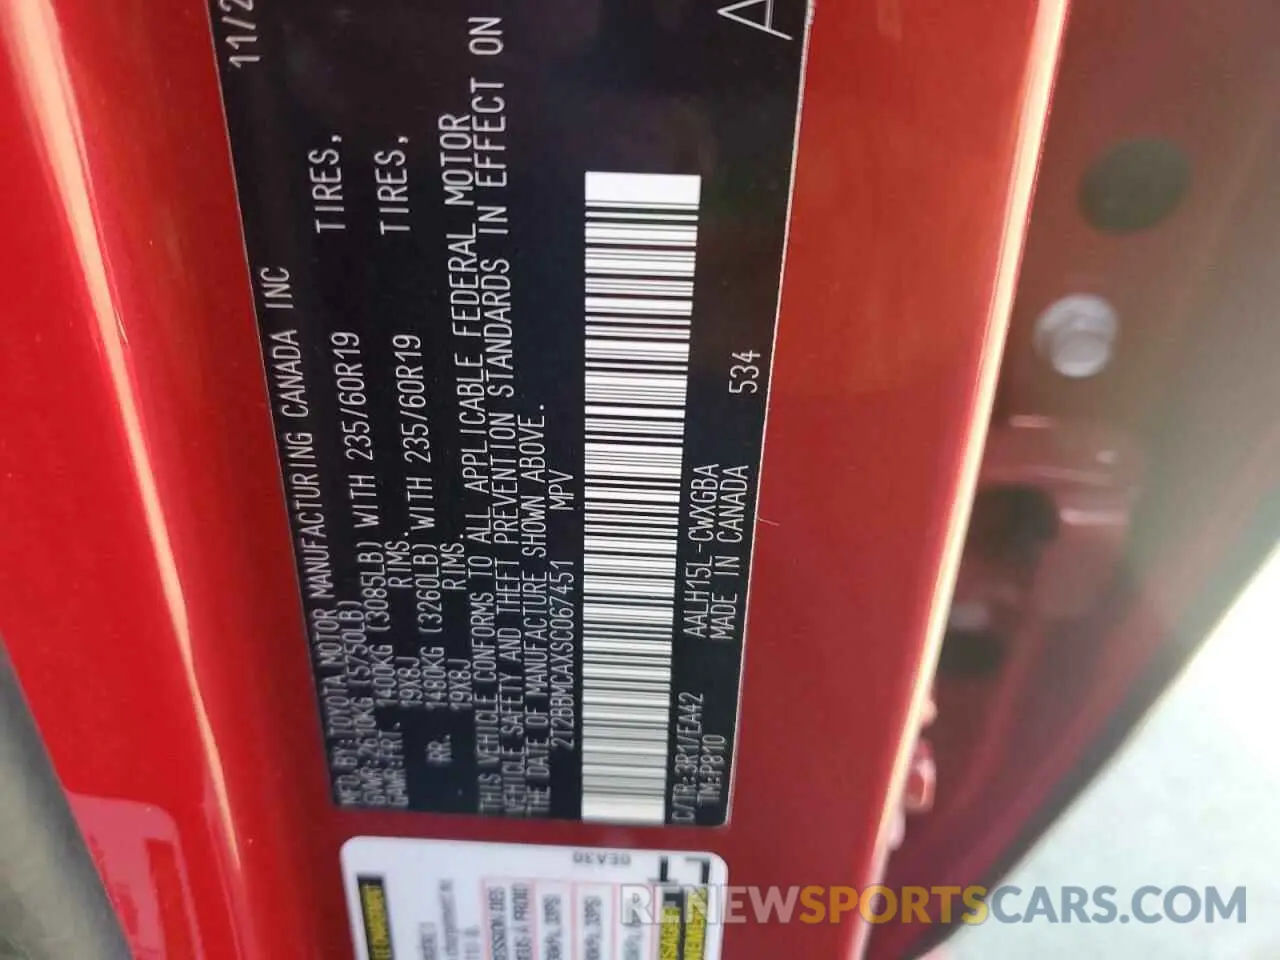 MFD.BY:TOYOTA MOTOR MANUFACTURING CANADA INC 11/2
GVWR:2610KG (5750LB)
GAWR:FRT. 1400KG (3085LB) WITH 235/60R19 TIRES,
19X8J RIMS.
RR. 1480KG (3260LB) WITH 235/60R19 TIRES,
19X8J RIMS.
THIS VEHICLE CONFORMS TO ALL APPLICABLE FEDERAL MOTOR
VEHICLE SAFETY AND THEFT PREVENTION STANDARDS IN EFFECT ON
THE DATE OF MANUFACTURE SHOWN ABOVE.
2T2BBMCAXSC067451 MPV
C/TR:3R1/EA42 AALH15L-CWXGBA 534
TM:P810 MADE IN CANADA
0EA30
RENEWSPORTSCARS.COM